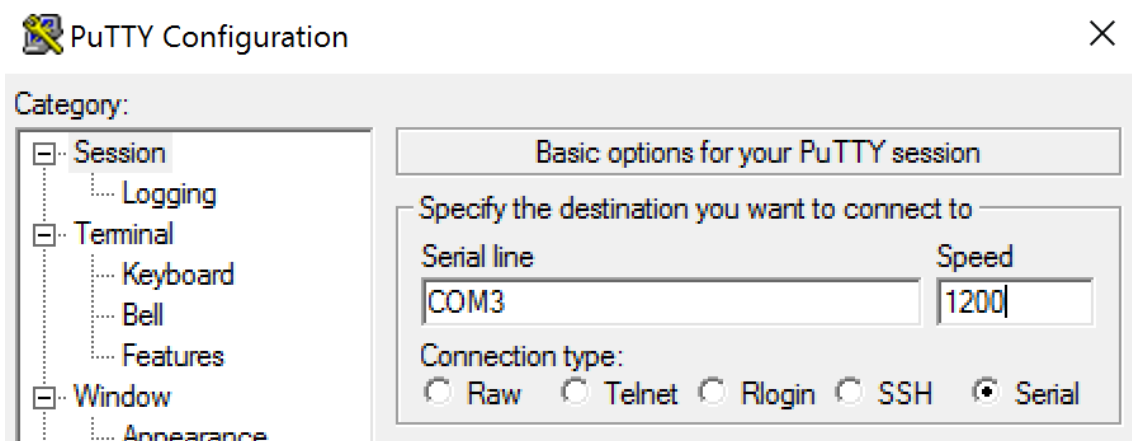 PuTTY Configuration
Category:
Session
Logging
Terminal
Keyboard
Bell
Features
Window
Appearance
Basic options for your PuTTY session
Specify the destination you want to connect to
Serial line
Speed
COM3
1200
Connection type:
Raw
Telnet
Rlogin
SSH
Serial